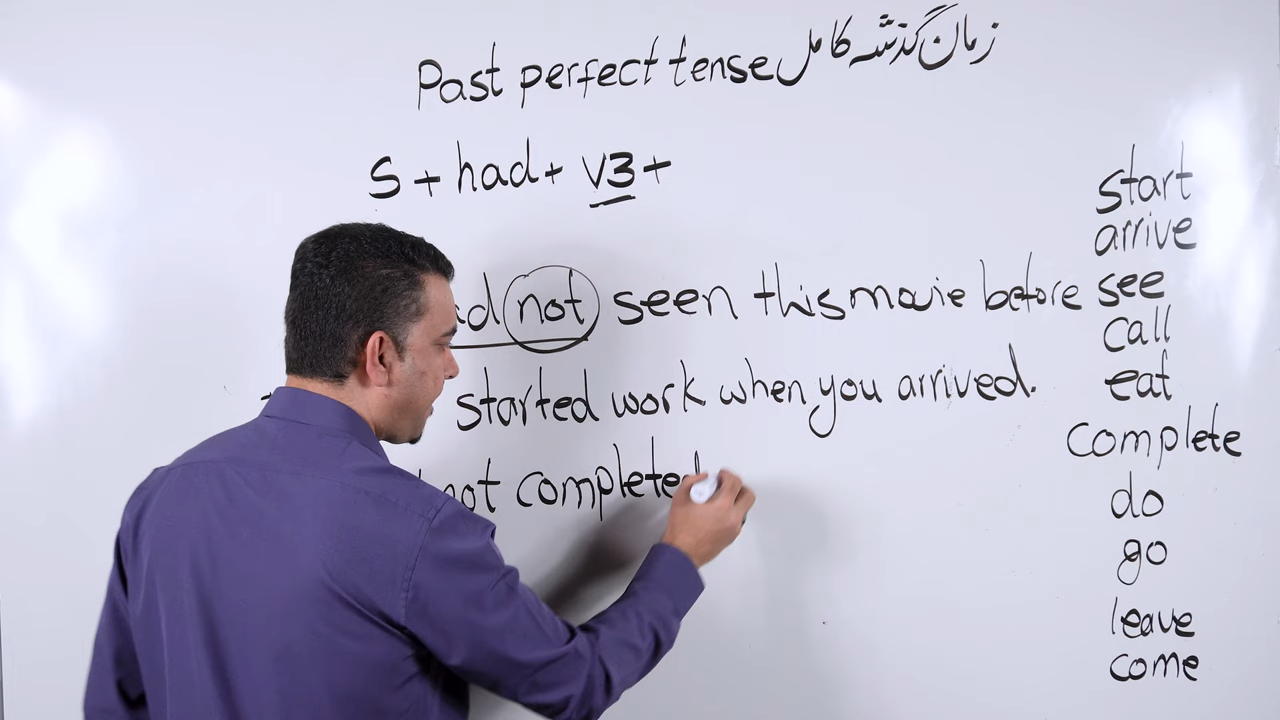 Past perfect tense زمان گذشه کامل
S + had + V3 +
not seen this movie before
started work when you arrived.
not completed
start
arrive
see
call
eat
complete
do
go
leave
come